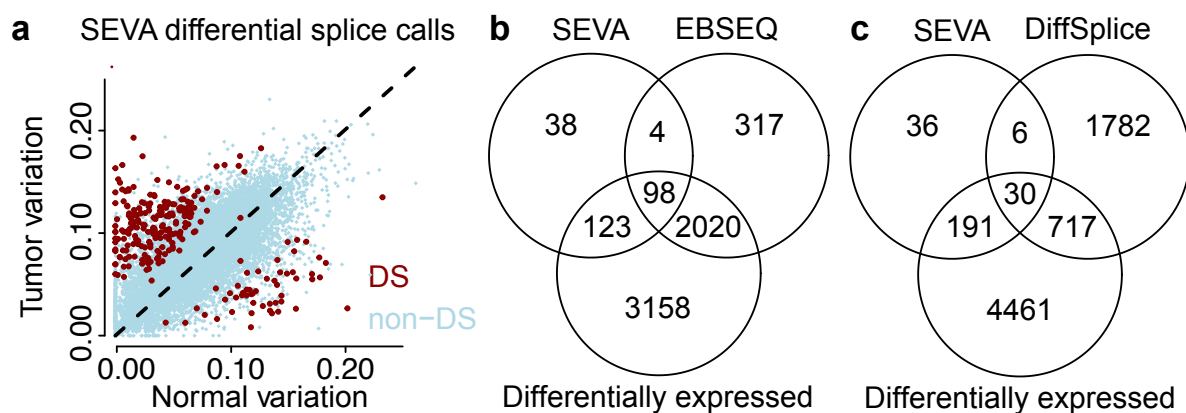 a
SEVA differential splice calls
Tumor variation
0.20
0.10
0.00
DS
non−DS
0.00 0.10 0.20
Normal variation
b
SEVA EBSEQ
38 4 317
98
123 2020
3158
Differentially expressed
c
SEVA DiffSplice
36 6 1782
30
191 717
4461
Differentially expressed